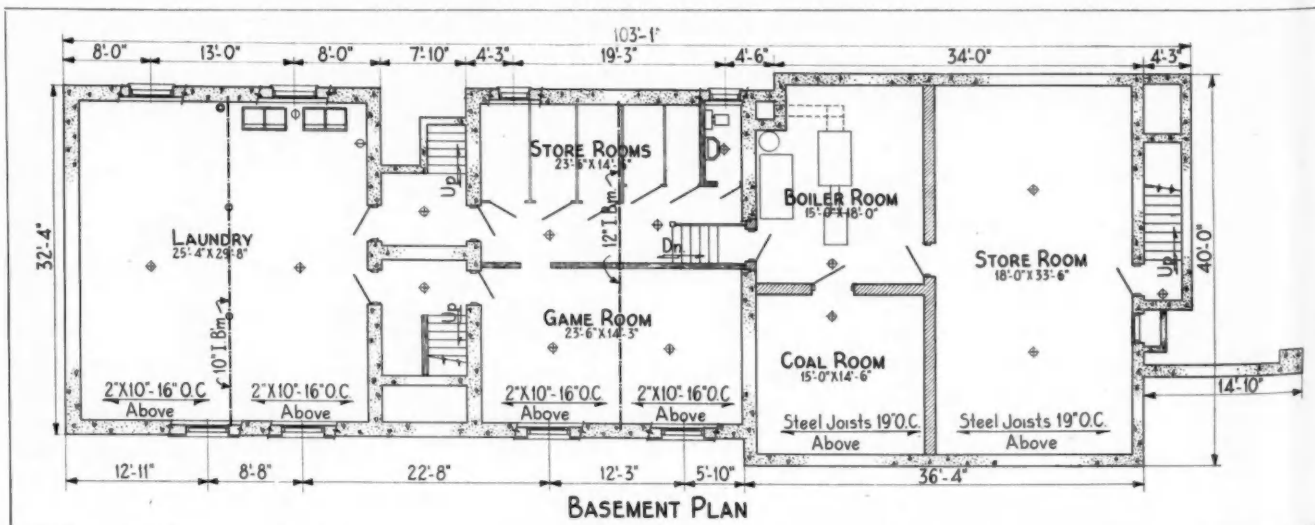 103'-1"
8'-0" 13'-0" 8'-0" 7'-10" 4'-3" 19'-3" 4'-6" 34'-0" 4'-3"
32'-4"
40'-0"
LAUNDRY
25'-4"X29'-8"
10" I B'm.
2"X10"-16"O.C.
Above
2"X10"-16"O.C.
Above
Up
Up
STORE ROOMS
23'-6"X14'-6"
12" I.Bm.
Dn.
GAME ROOM
23'-6"X14'-3"
2"X10"-16"O.C.
Above
2"X10"-16"O.C.
Above
BOILER ROOM
15'-0"X18'-0"
COAL ROOM
15'-0"X14'-6"
Steel Joists 19"O.C.
Above
STORE ROOM
18'-0"X33'-6"
Steel Joists 19"O.C.
Above
Up
14'-10"
12'-11" 8'-8" 22'-8" 12'-3" 5'-10" 36'-4"
BASEMENT PLAN